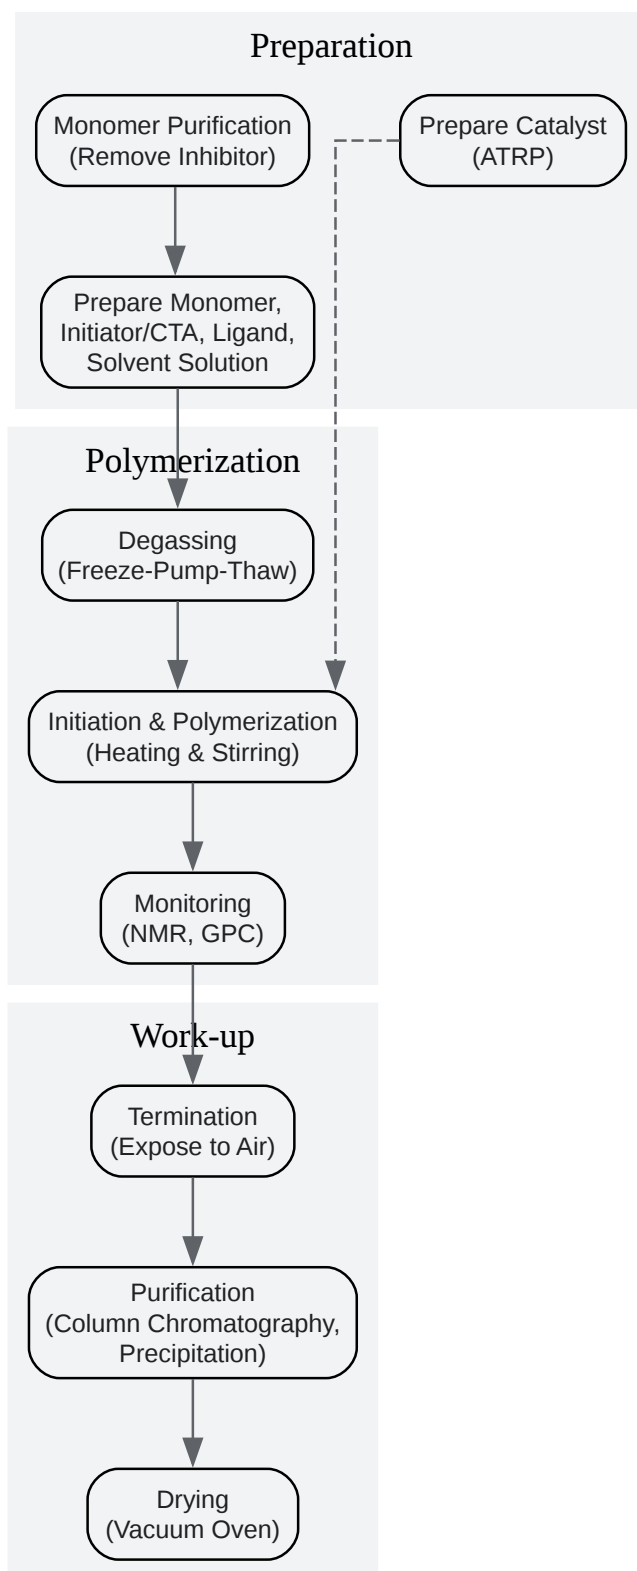 Preparation
Monomer Purification
(Remove Inhibitor)
Prepare Catalyst
(ATRP)
Prepare Monomer,
Initiator/CTA, Ligand,
Solvent Solution
Polymerization
Degassing
(Freeze-Pump-Thaw)
Initiation & Polymerization
(Heating & Stirring)
Monitoring
(NMR, GPC)
Work-up
Termination
(Expose to Air)
Purification
(Column Chromatography,
Precipitation)
Drying
(Vacuum Oven)